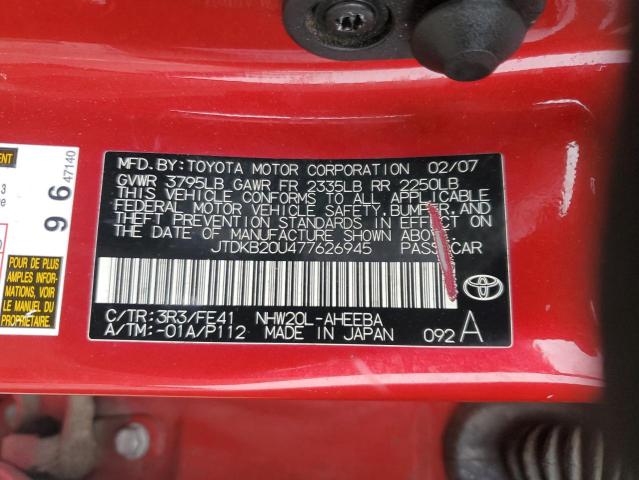 MFD.BY:TOYOTA MOTOR CORPORATION 02/07
GVWR 3795LB GAWR FR 2335LB RR 2250LB
THIS VEHICLE CONFORMS TO ALL APPLICABLE
FEDERAL MOTOR VEHICLE SAFETY, BUMPER, AND
THEFT PREVENTION STANDARDS IN EFFECT ON
THE DATE OF MANUFACTURE SHOWN ABOVE.
JTDKB20U477626945 PASS.CAR
C/TR:3R3/FE41 NHW20L-AHEEBA
A/TM:-01A/P112 MADE IN JAPAN 092 A
96 47140
POUR DE PLUS
AMPLES INFOR-
MATIONS, VOIR
LE MANUEL DU
PROPRIÉTAIRE